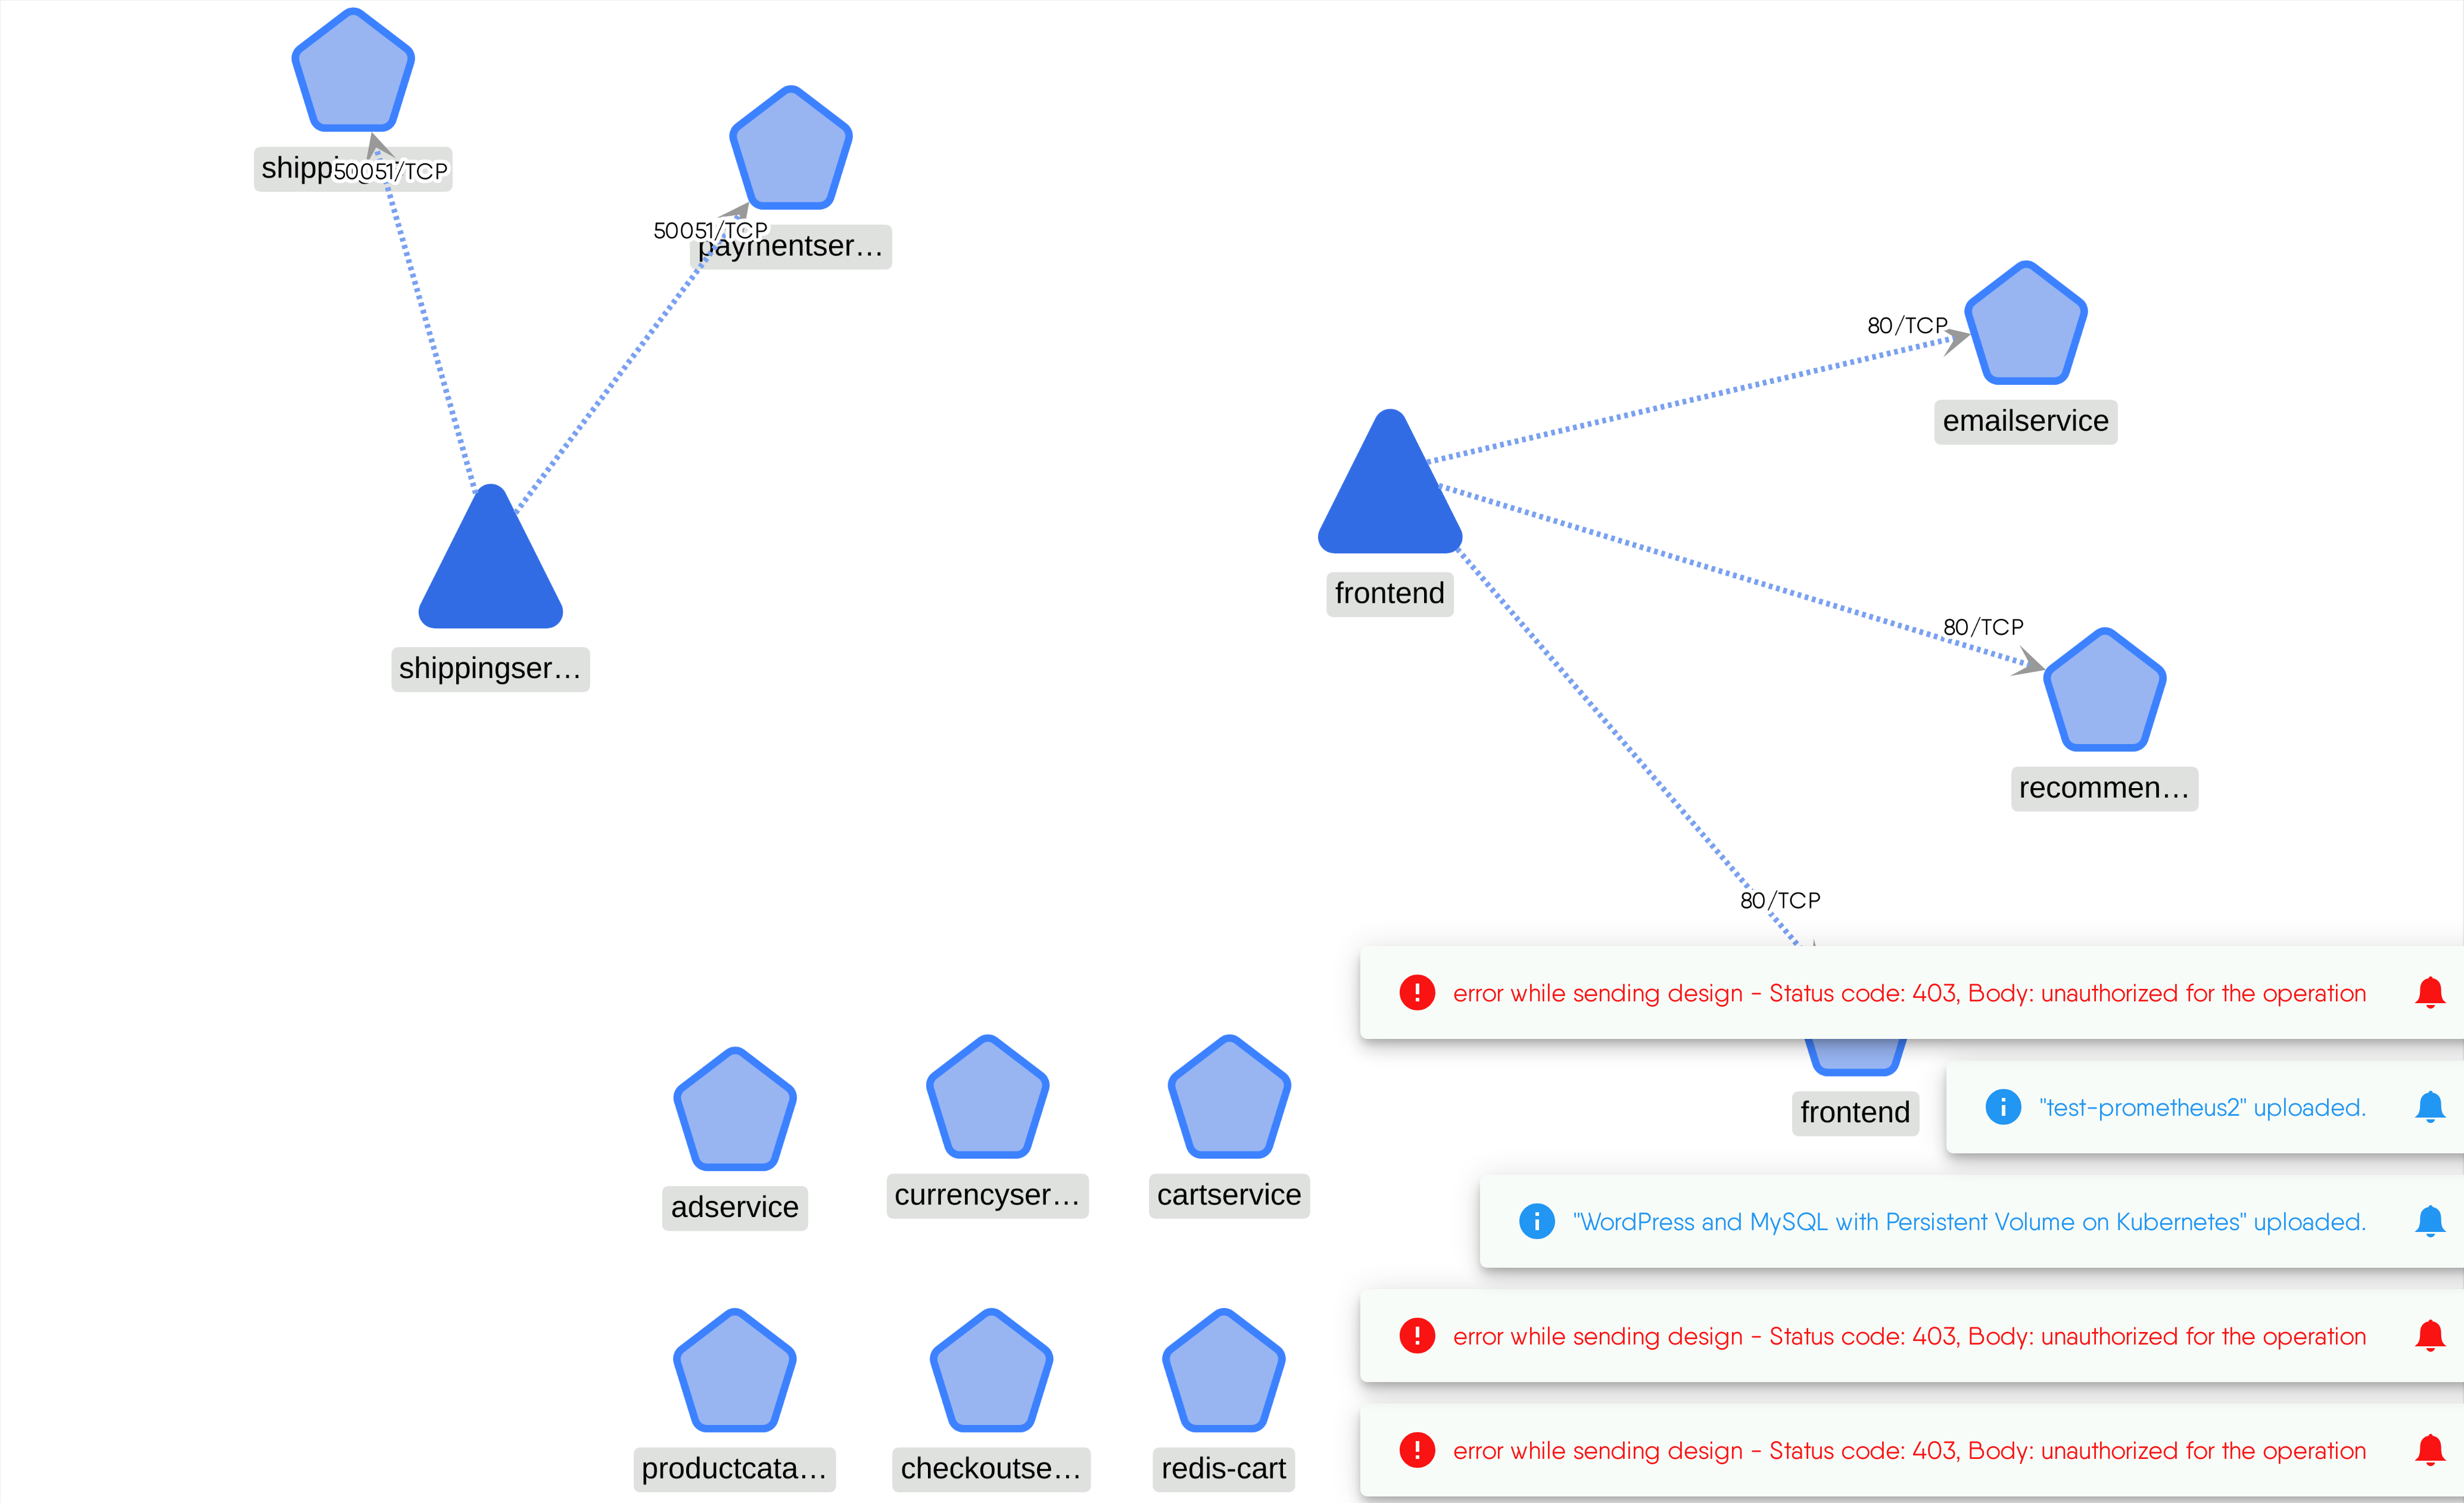 50051/TCP
50051/TCP
paymentser...
80/TCP
emailservice
frontend
80/TCP
shippingser...
recommen...
80/TCP
error while sending design - Status code: 403, Body: unauthorized for the operation
frontend
"test-prometheus2" uploaded.
adservice
currencyser...
cartservice
"WordPress and MySQL with Persistent Volume on Kubernetes" uploaded.
error while sending design - Status code: 403, Body: unauthorized for the operation
productcata...
checkoutse...
redis-cart
error while sending design - Status code: 403, Body: unauthorized for the operation